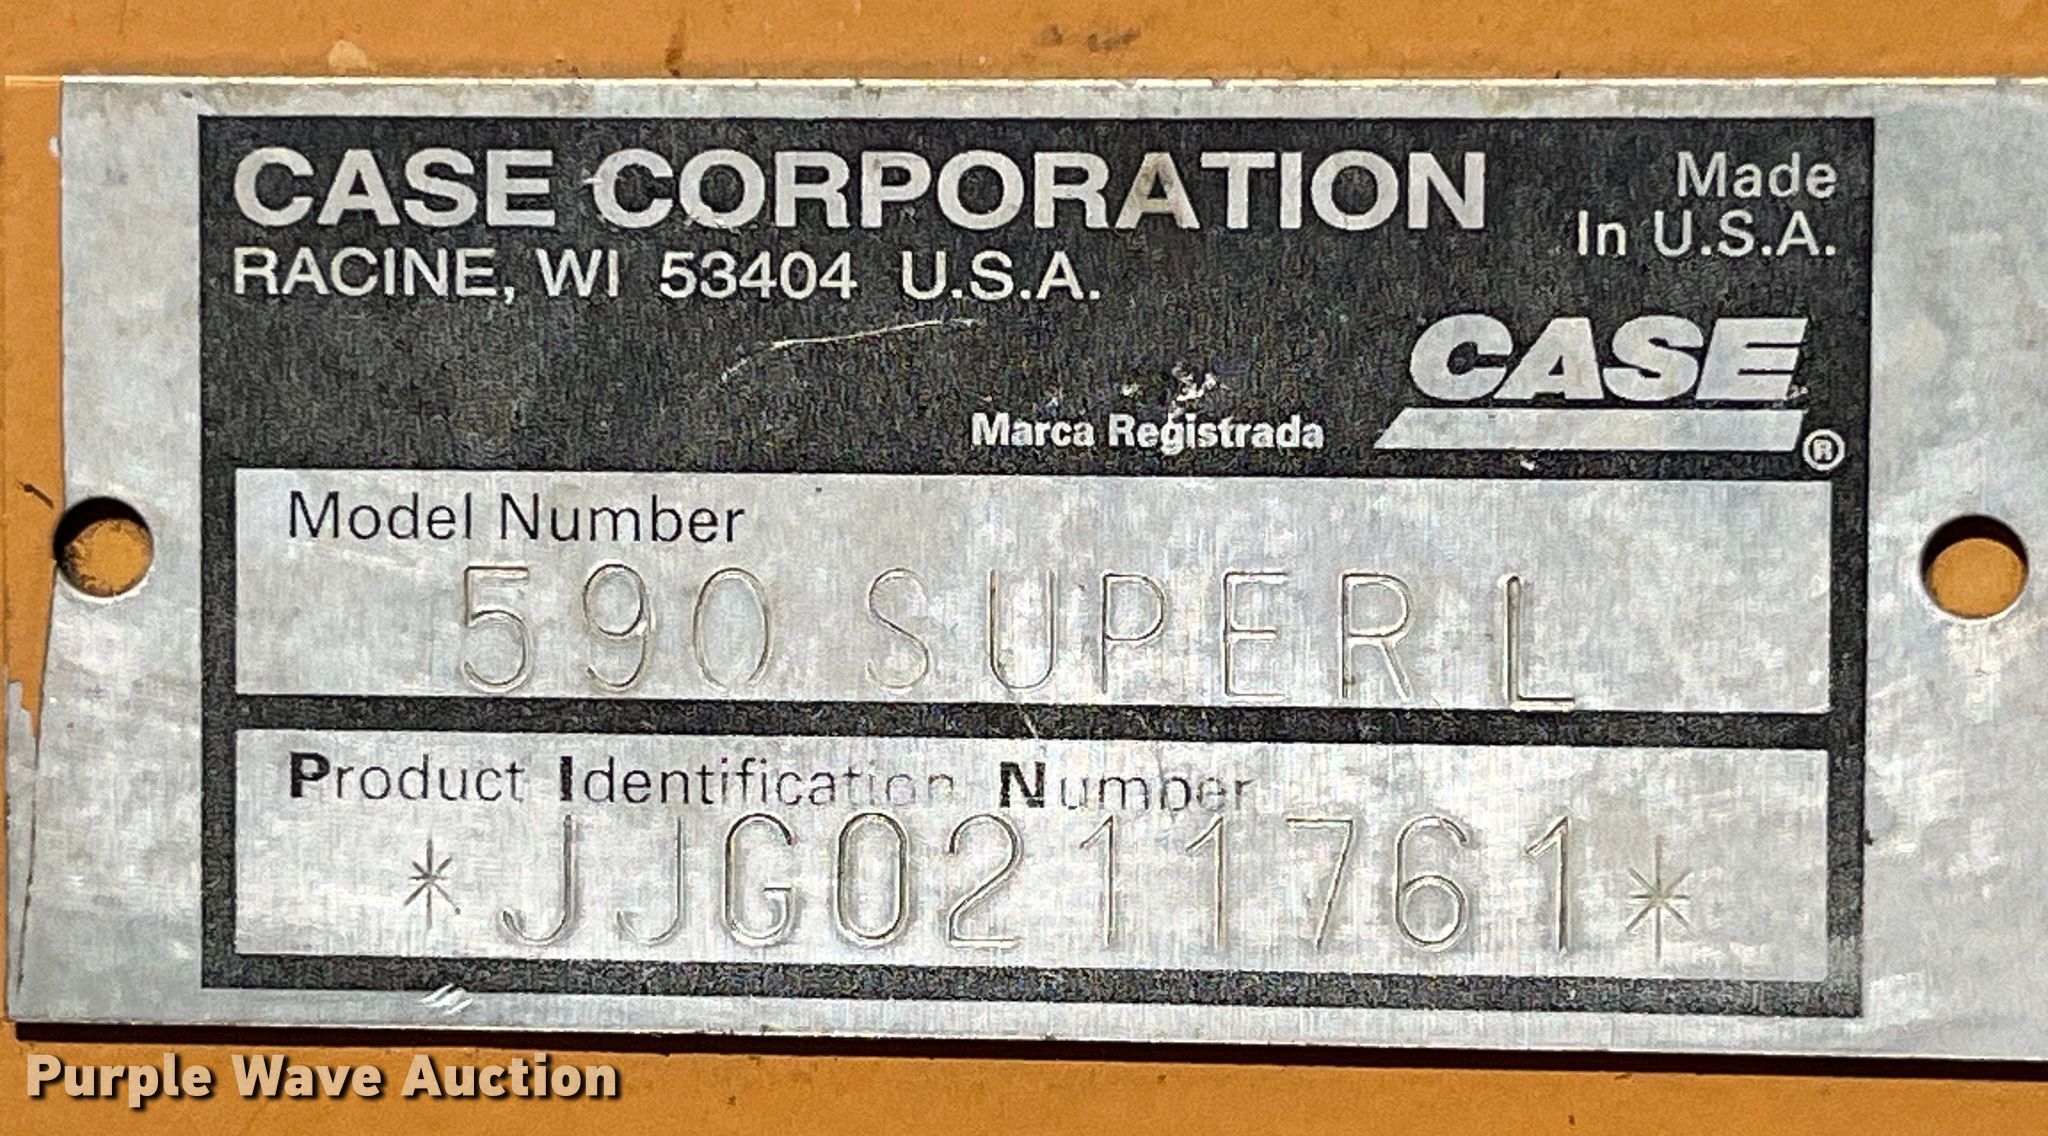 CASE CORPORATION
RACINE, WI 53404 U.S.A.
Made
In U.S.A.
CASE
Marca Registrada
®
Model Number
590 SUPER L
Product Identification Number
*JJG0211761*
Purple Wave Auction